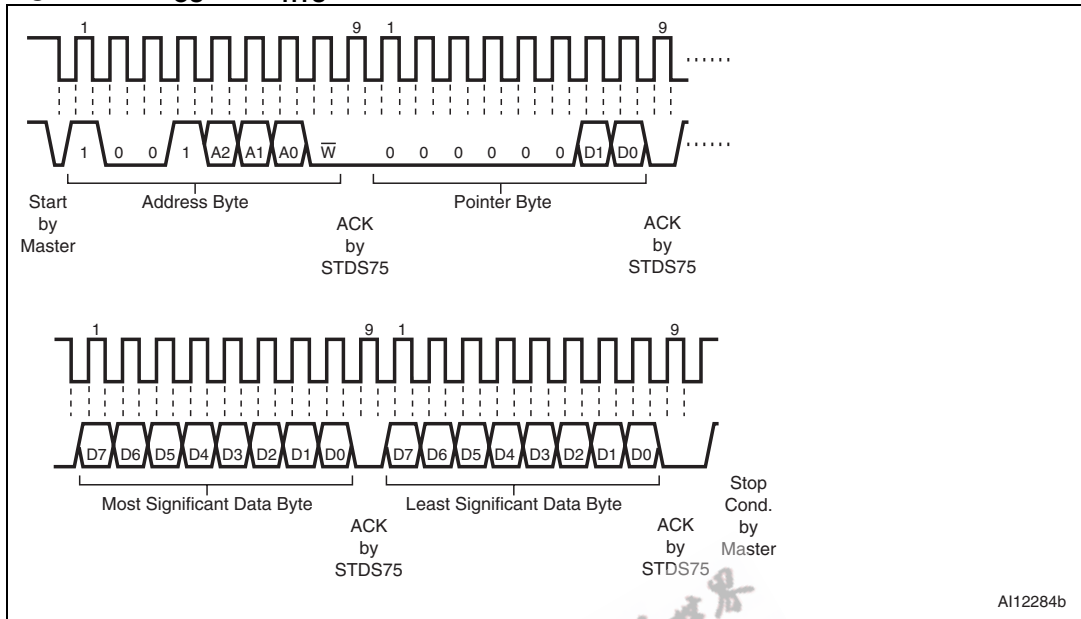 1 9 1 9
......
1 0 0 1 A2 A1 A0 W̅ 0 0 0 0 0 0 D1 D0
......
Start
by
Master
Address Byte
ACK
by
STDS75
Pointer Byte
ACK
by
STDS75
1 9 1 9
D7 D6 D5 D4 D3 D2 D1 D0 D7 D6 D5 D4 D3 D2 D1 D0
Most Significant Data Byte
ACK
by
STDS75
Least Significant Data Byte
ACK
by
STDS75
Stop
Cond.
by
Master
AI12284b